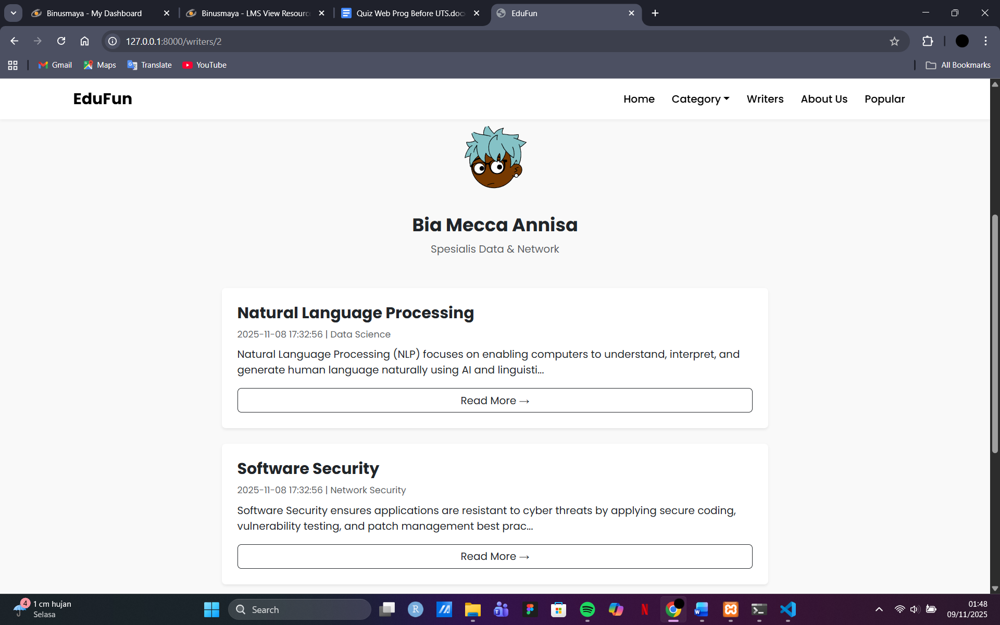 Binusmaya - My Dashboard
Binusmaya - LMS View Resourc
Quiz Web Prog Before UTS.doc
EduFun
127.0.0.1:8000/writers/2
Gmail
Maps
Translate
YouTube
All Bookmarks
EduFun
Home
Category
Writers
About Us
Popular
Bia Mecca Annisa
Spesialis Data & Network
Natural Language Processing
2025-11-08 17:32:56 | Data Science
Natural Language Processing (NLP) focuses on enabling computers to understand, interpret, and
generate human language naturally using AI and linguisti...
Read More →
Software Security
2025-11-08 17:32:56 | Network Security
Software Security ensures applications are resistant to cyber threats by applying secure coding,
vulnerability testing, and patch management best prac...
Read More →
4
1 cm hujan
Selasa
Search
01:48
09/11/2025